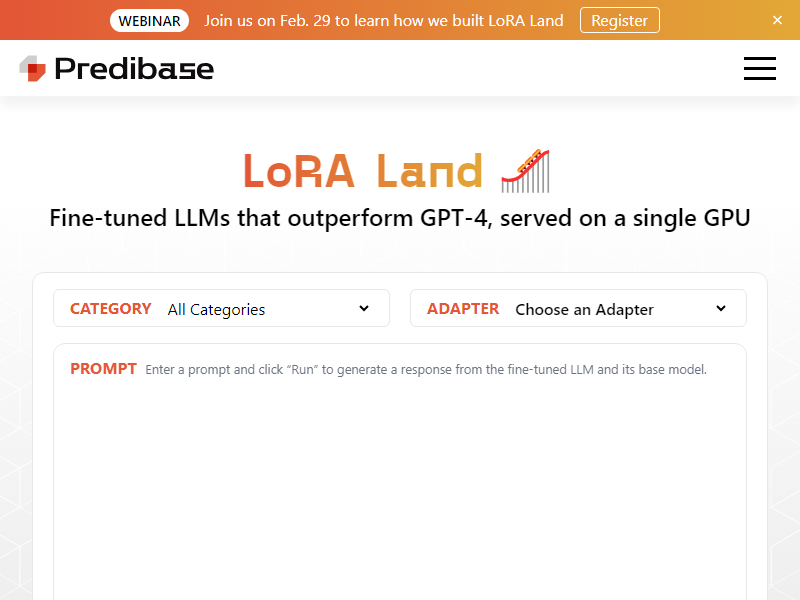 WEBINAR Join us on Feb. 29 to learn how we built LoRA Land Register ×
Predibase
LoRA Land
Fine-tuned LLMs that outperform GPT-4, served on a single GPU
CATEGORY All Categories ADAPTER Choose an Adapter
PROMPT Enter a prompt and click “Run” to generate a response from the fine-tuned LLM and its base model.